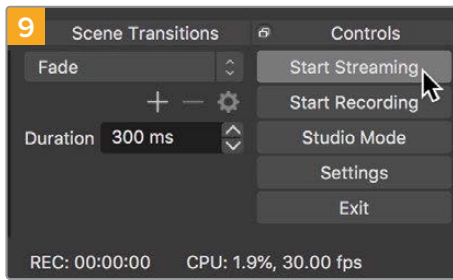 9
Scene Transitions
Controls
Fade
Start Streaming
Start Recording
Duration 300 ms
Studio Mode
Settings
Exit
REC: 00:00:00 CPU: 1.9%, 30.00 fps